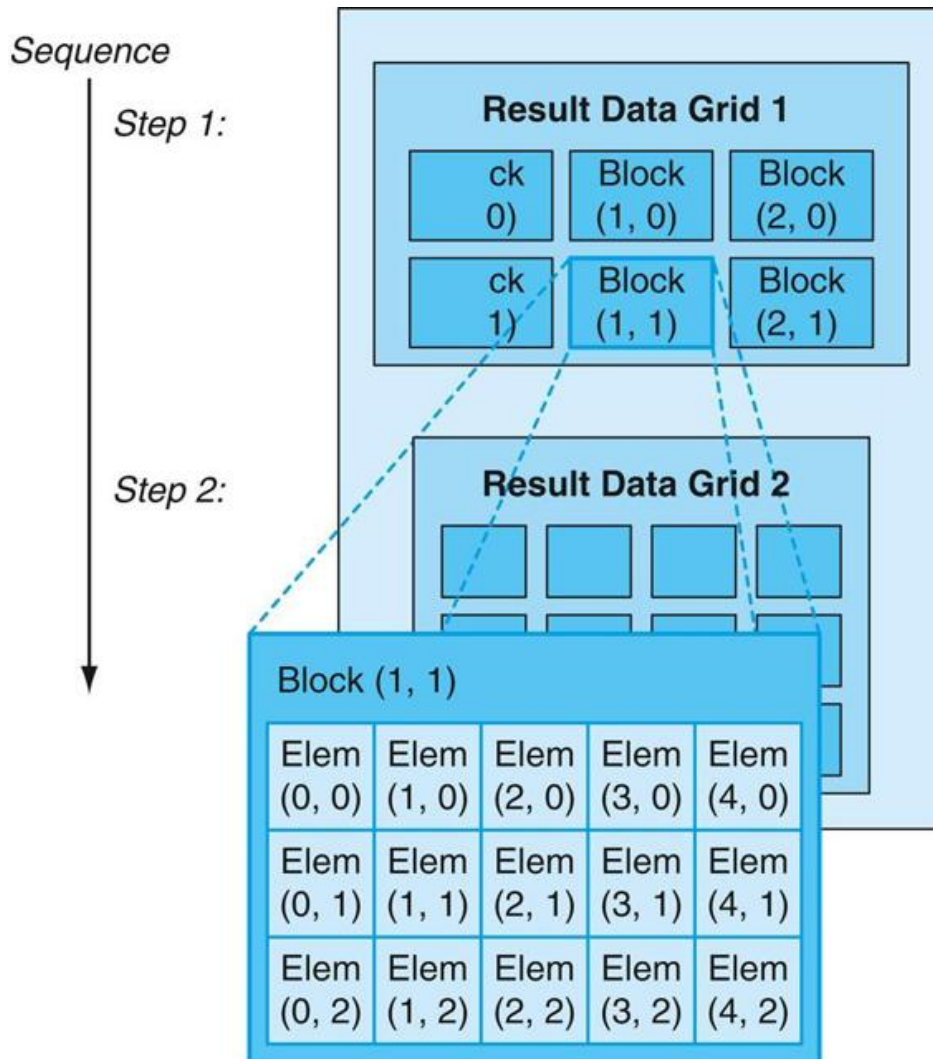 Sequence
Step 1:
Result Data Grid 1
ck Block Block
0) (1, 0) (2, 0)
ck Block Block
1) (1, 1) (2, 1)
Step 2:
Result Data Grid 2
Block (1, 1)
Elem Elem Elem Elem Elem
(0, 0) (1, 0) (2, 0) (3, 0) (4, 0)
Elem Elem Elem Elem Elem
(0, 1) (1, 1) (2, 1) (3, 1) (4, 1)
Elem Elem Elem Elem Elem
(0, 2) (1, 2) (2, 2) (3, 2) (4, 2)